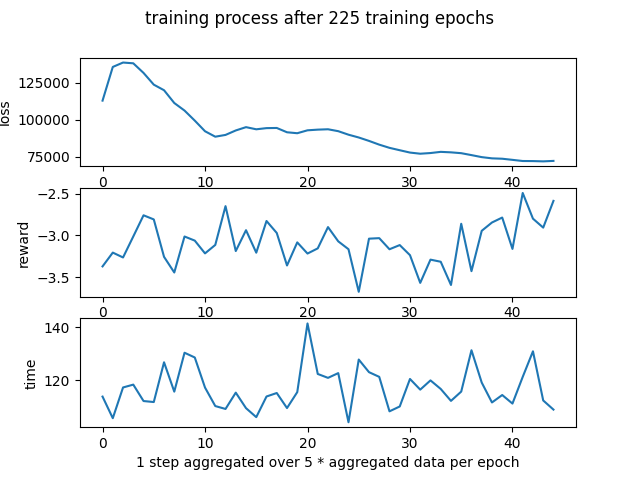 training process after 225 training epochs
125000
100000
75000
loss
0 10 20 30 40
−2.5
−3.0
−3.5
reward
0 10 20 30 40
140
120
time
0 10 20 30 40
1 step aggregated over 5 * aggregated data per epoch